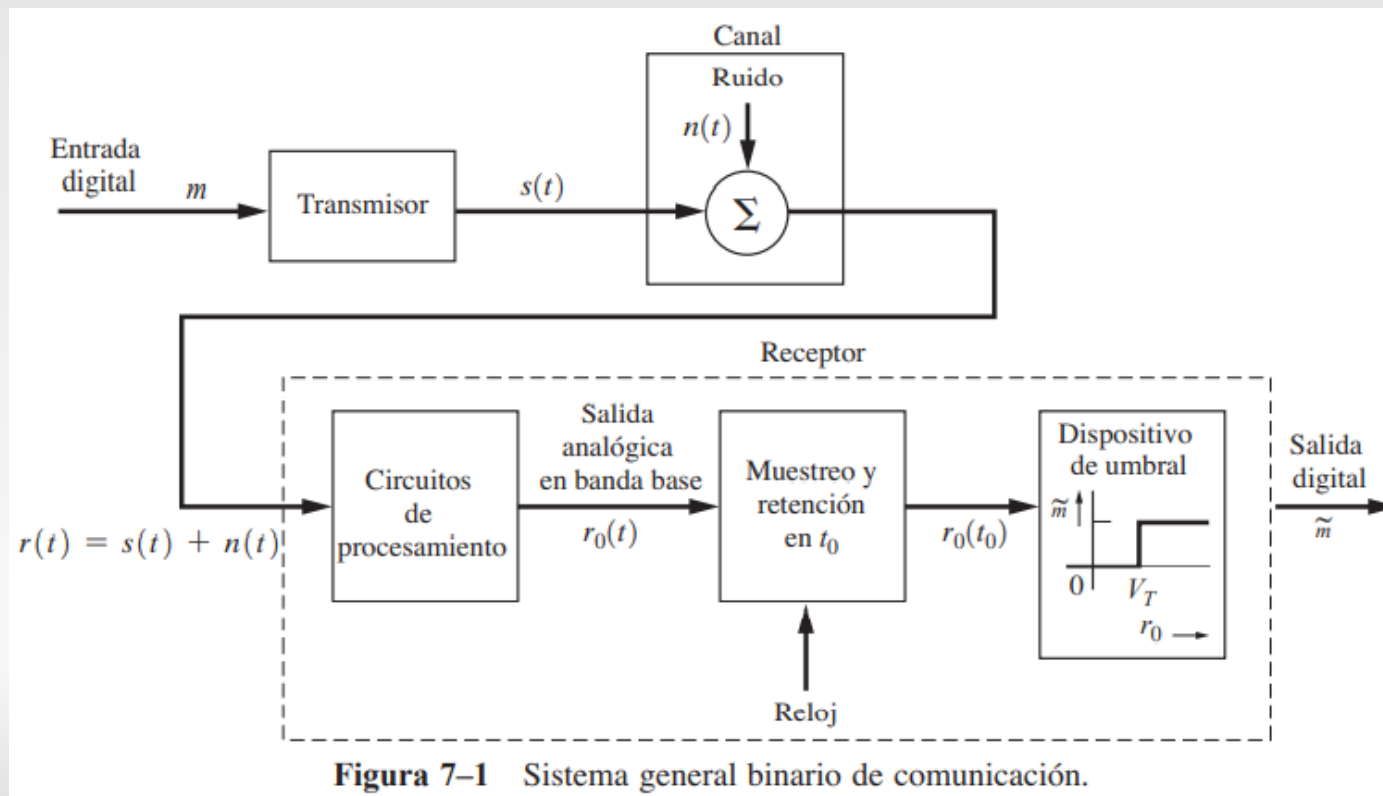 Canal
Ruido
n(t)
Entrada
digital
m
Transmisor
s(t)
Σ
Receptor
r(t) = s(t) + n(t)
Circuitos
de
procesamiento
Salida
analógica
en banda base
r₀(t)
Muestreo y
retención
en t₀
Reloj
r₀(t₀)
Dispositivo
de umbral
m̃
0
V_T
r₀
Salida
digital
m̃
Figura 7–1 Sistema general binario de comunicación.